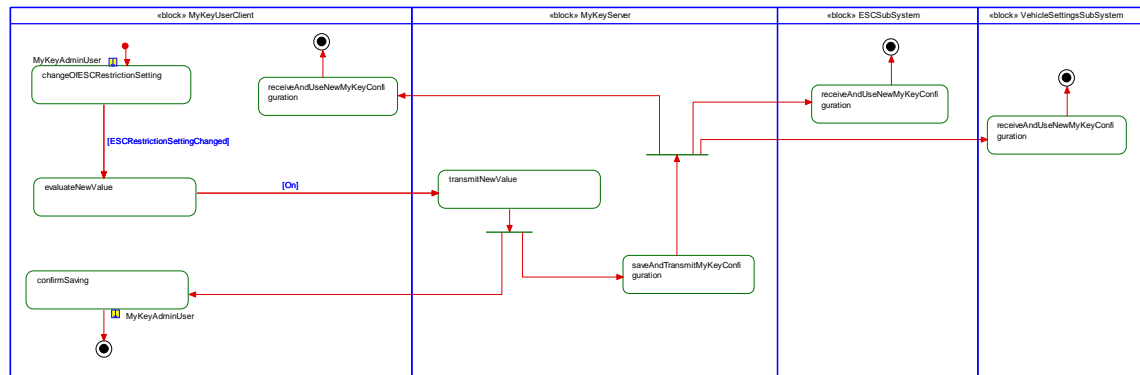 «block» MyKeyUserClient
«block» MyKeyServer
«block» ESCSubSystem
«block» VehicleSettingsSubSystem
MyKeyAdminUser
changeOfESCRestrictionSetting
receiveAndUseNewMyKeyConfi
guration
receiveAndUseNewMyKeyConfi
guration
receiveAndUseNewMyKeyConfi
guration
[ESCRestrictionSettingChanged]
evaluateNewValue
[On]
transmitNewValue
saveAndTransmitMyKeyConfi
guration
confirmSaving
MyKeyAdminUser